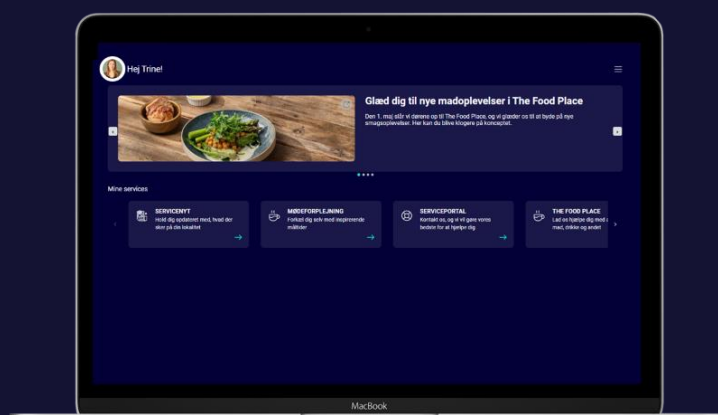 Hej Trine!
Glæd dig til nye madoplevelser i The Food Place
Den 1. maj slår vi dørene op til The Food Place, og vi glæder os til at byde på nye
smagsoplevelser. Her kan du blive klogere på konceptet.
Mine services
SERVICENYT
Hold dig opdateret med, hvad der
sker på din lokalitet
MØDEFORPLEJNING
Forkæl dig selv med inspirerende
måltider
SERVICEPORTAL
Kontakt os, og vi vil gøre vores
bedste for at hjælpe dig
THE FOOD PLACE
Lad os hjælpe dig med
mad, drikke og andet
MacBook